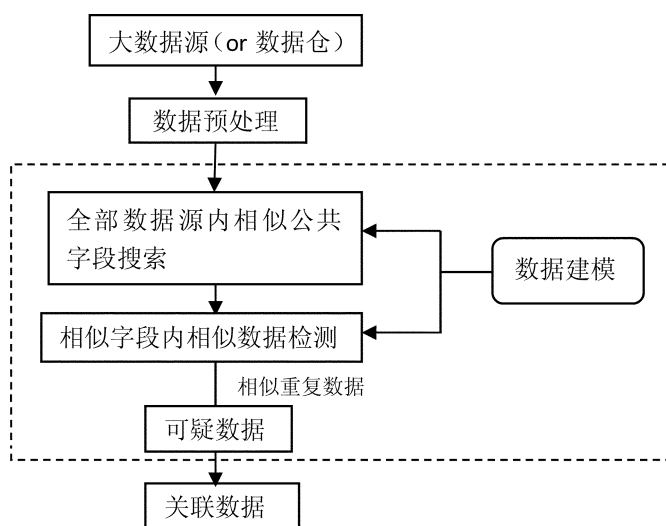 大数据源（or 数据仓）
数据预处理
全部数据源内相似公共
字段搜索
数据建模
相似字段内相似数据检测
相似重复数据
可疑数据
关联数据